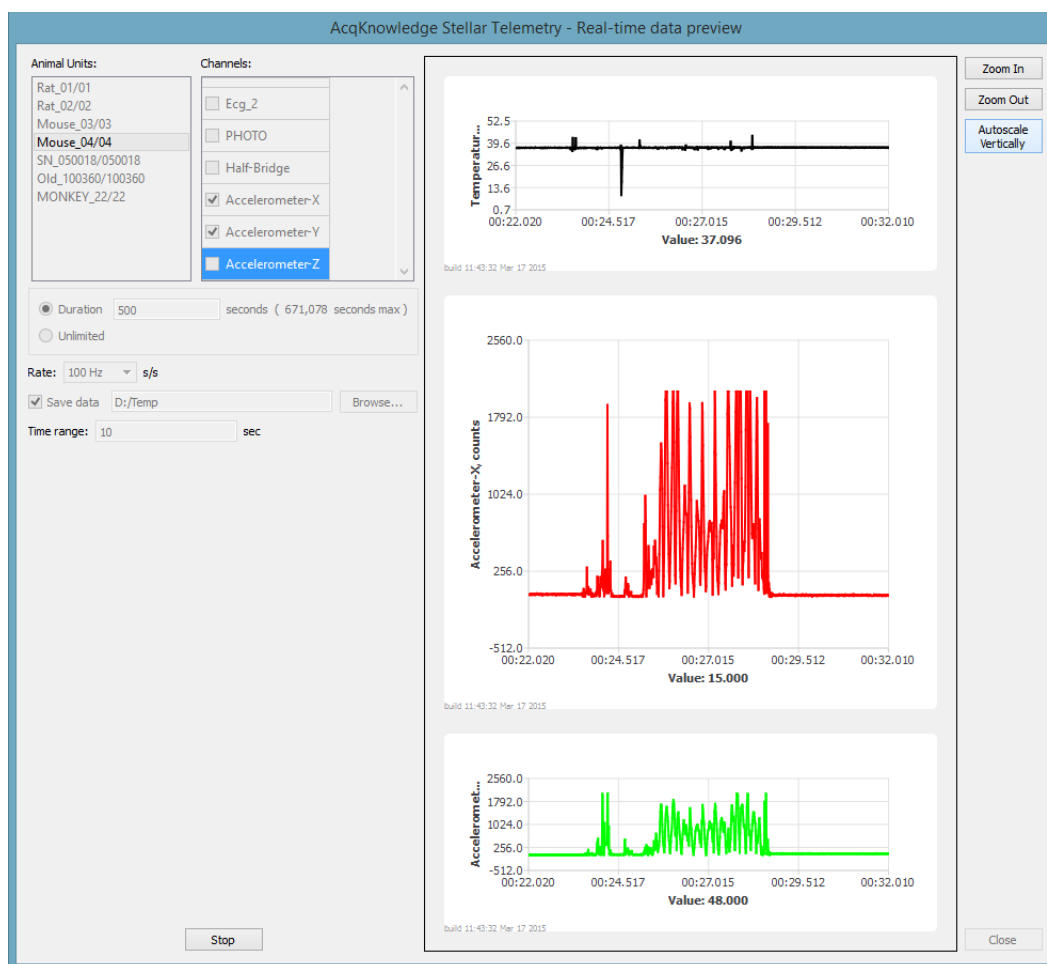 AcqKnowledge Stellar Telemetry - Real-time data preview
Animal Units:
Rat_01/01
Rat_02/02
Mouse_03/03
Mouse_04/04
SN_050018/050018
Old_100360/100360
MONKEY_22/22
Channels:
Ecg_2
PHOTO
Half-Bridge
Accelerometer-X
Accelerometer-Y
Accelerometer-Z
Duration 500 seconds ( 671,078 seconds max )
Unlimited
Rate: 100 Hz s/s
Save data D:/Temp Browse...
Time range: 10 sec
Stop
Temperatur...
52.5
39.6
26.6
13.6
0.7
00:22.020 00:24.517 00:27.015 00:29.512 00:32.010
Value: 37.096
build 11:43:32 Mar 17 2015
Accelerometer-X, counts
2560.0
1792.0
1024.0
256.0
-512.0
00:22.020 00:24.517 00:27.015 00:29.512 00:32.010
Value: 15.000
build 11:43:32 Mar 17 2015
Acceleromet...
2560.0
1792.0
1024.0
256.0
-512.0
00:22.020 00:24.517 00:27.015 00:29.512 00:32.010
Value: 48.000
build 11:43:32 Mar 17 2015
Zoom In
Zoom Out
Autoscale
Vertically
Close